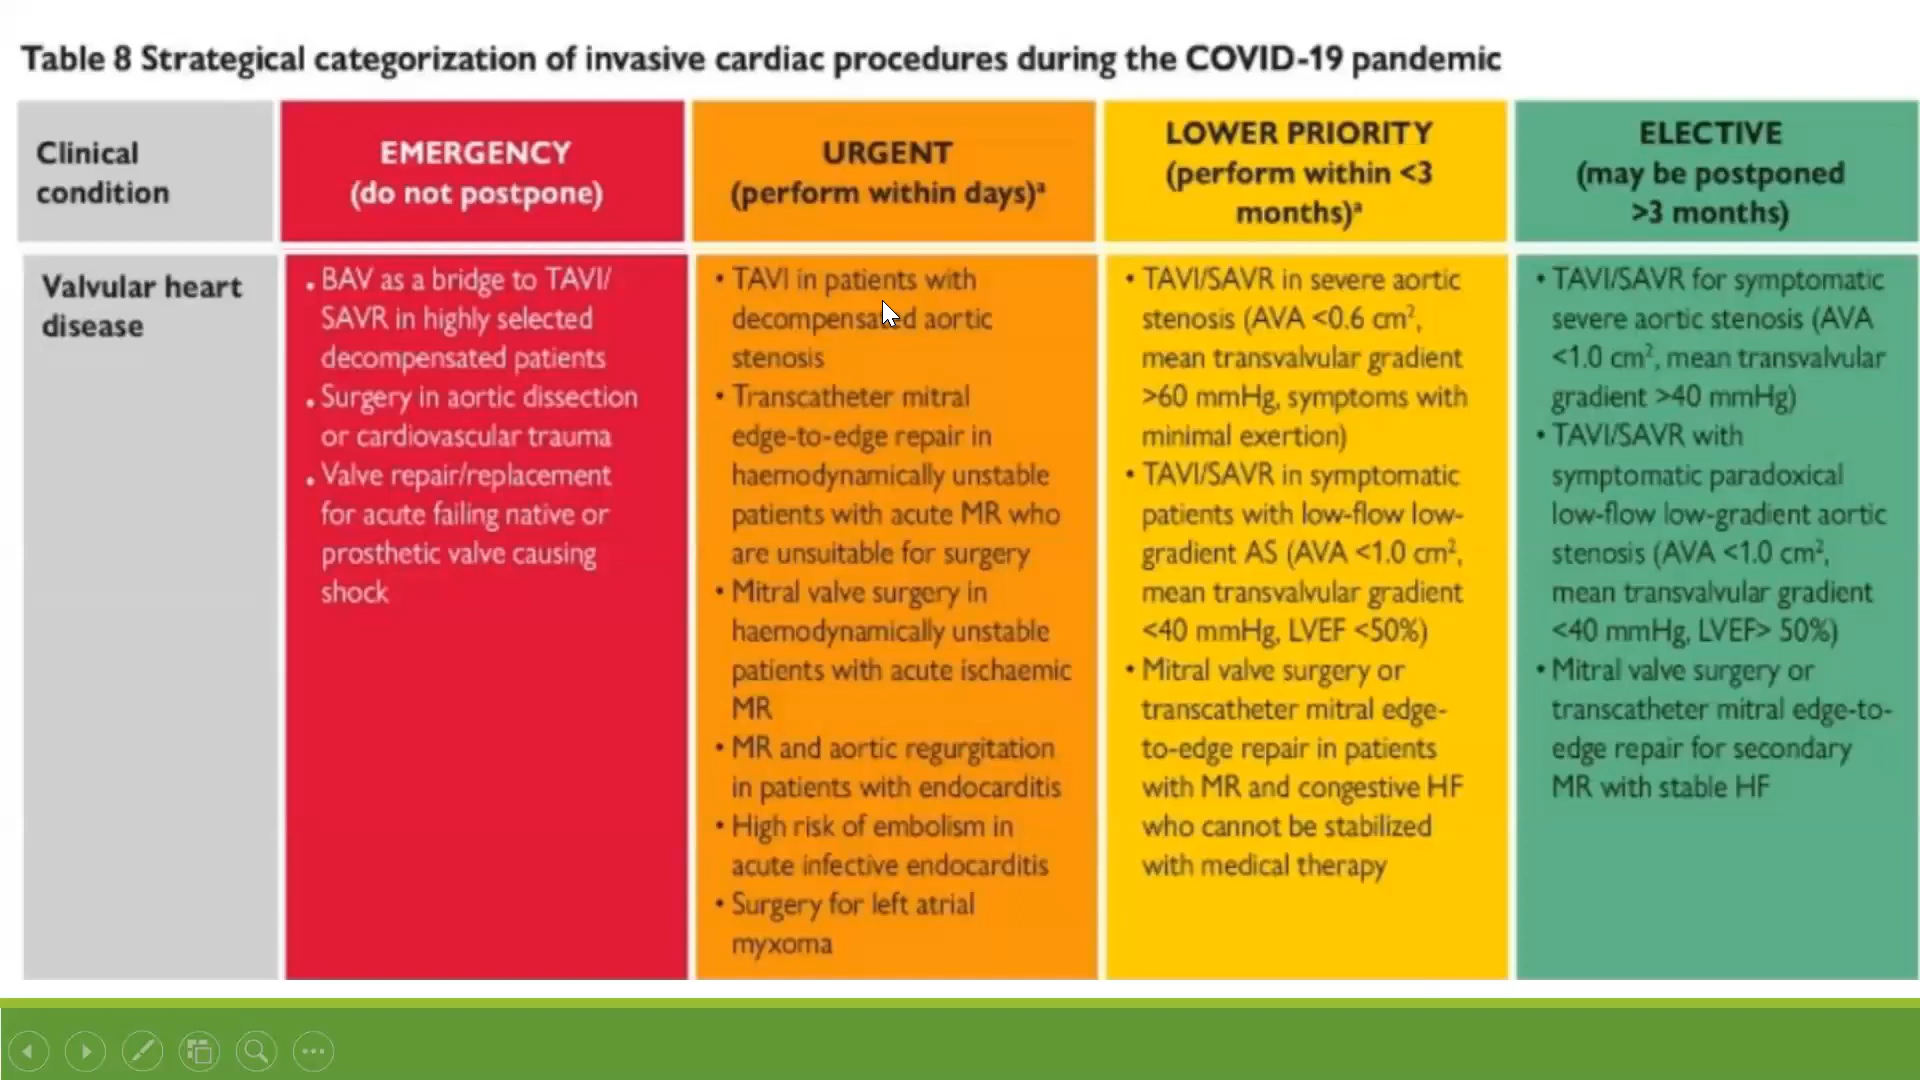 Table 8 Strategical categorization of invasive cardiac procedures during the COVID-19 pandemic
Clinical
condition
EMERGENCY
(do not postpone)
URGENT
(perform within days)ª
LOWER PRIORITY
(perform within <3
months)ª
ELECTIVE
(may be postponed
>3 months)
Valvular heart
disease
• BAV as a bridge to TAVI/
SAVR in highly selected
decompensated patients
• Surgery in aortic dissection
or cardiovascular trauma
• Valve repair/replacement
for acute failing native or
prosthetic valve causing
shock
• TAVI in patients with
decompensated aortic
stenosis
• Transcatheter mitral
edge-to-edge repair in
haemodynamically unstable
patients with acute MR who
are unsuitable for surgery
• Mitral valve surgery in
haemodynamically unstable
patients with acute ischaemic
MR
• MR and aortic regurgitation
in patients with endocarditis
• High risk of embolism in
acute infective endocarditis
• Surgery for left atrial
myxoma
• TAVI/SAVR in severe aortic
stenosis (AVA <0.6 cm²,
mean transvalvular gradient
>60 mmHg, symptoms with
minimal exertion)
• TAVI/SAVR in symptomatic
patients with low-flow low-
gradient AS (AVA <1.0 cm²,
mean transvalvular gradient
<40 mmHg, LVEF <50%)
• Mitral valve surgery or
transcatheter mitral edge-
to-edge repair in patients
with MR and congestive HF
who cannot be stabilized
with medical therapy
• TAVI/SAVR for symptomatic
severe aortic stenosis (AVA
<1.0 cm², mean transvalvular
gradient >40 mmHg)
• TAVI/SAVR with
symptomatic paradoxical
low-flow low-gradient aortic
stenosis (AVA <1.0 cm²,
mean transvalvular gradient
<40 mmHg, LVEF> 50%)
• Mitral valve surgery or
transcatheter mitral edge-to-
edge repair for secondary
MR with stable HF